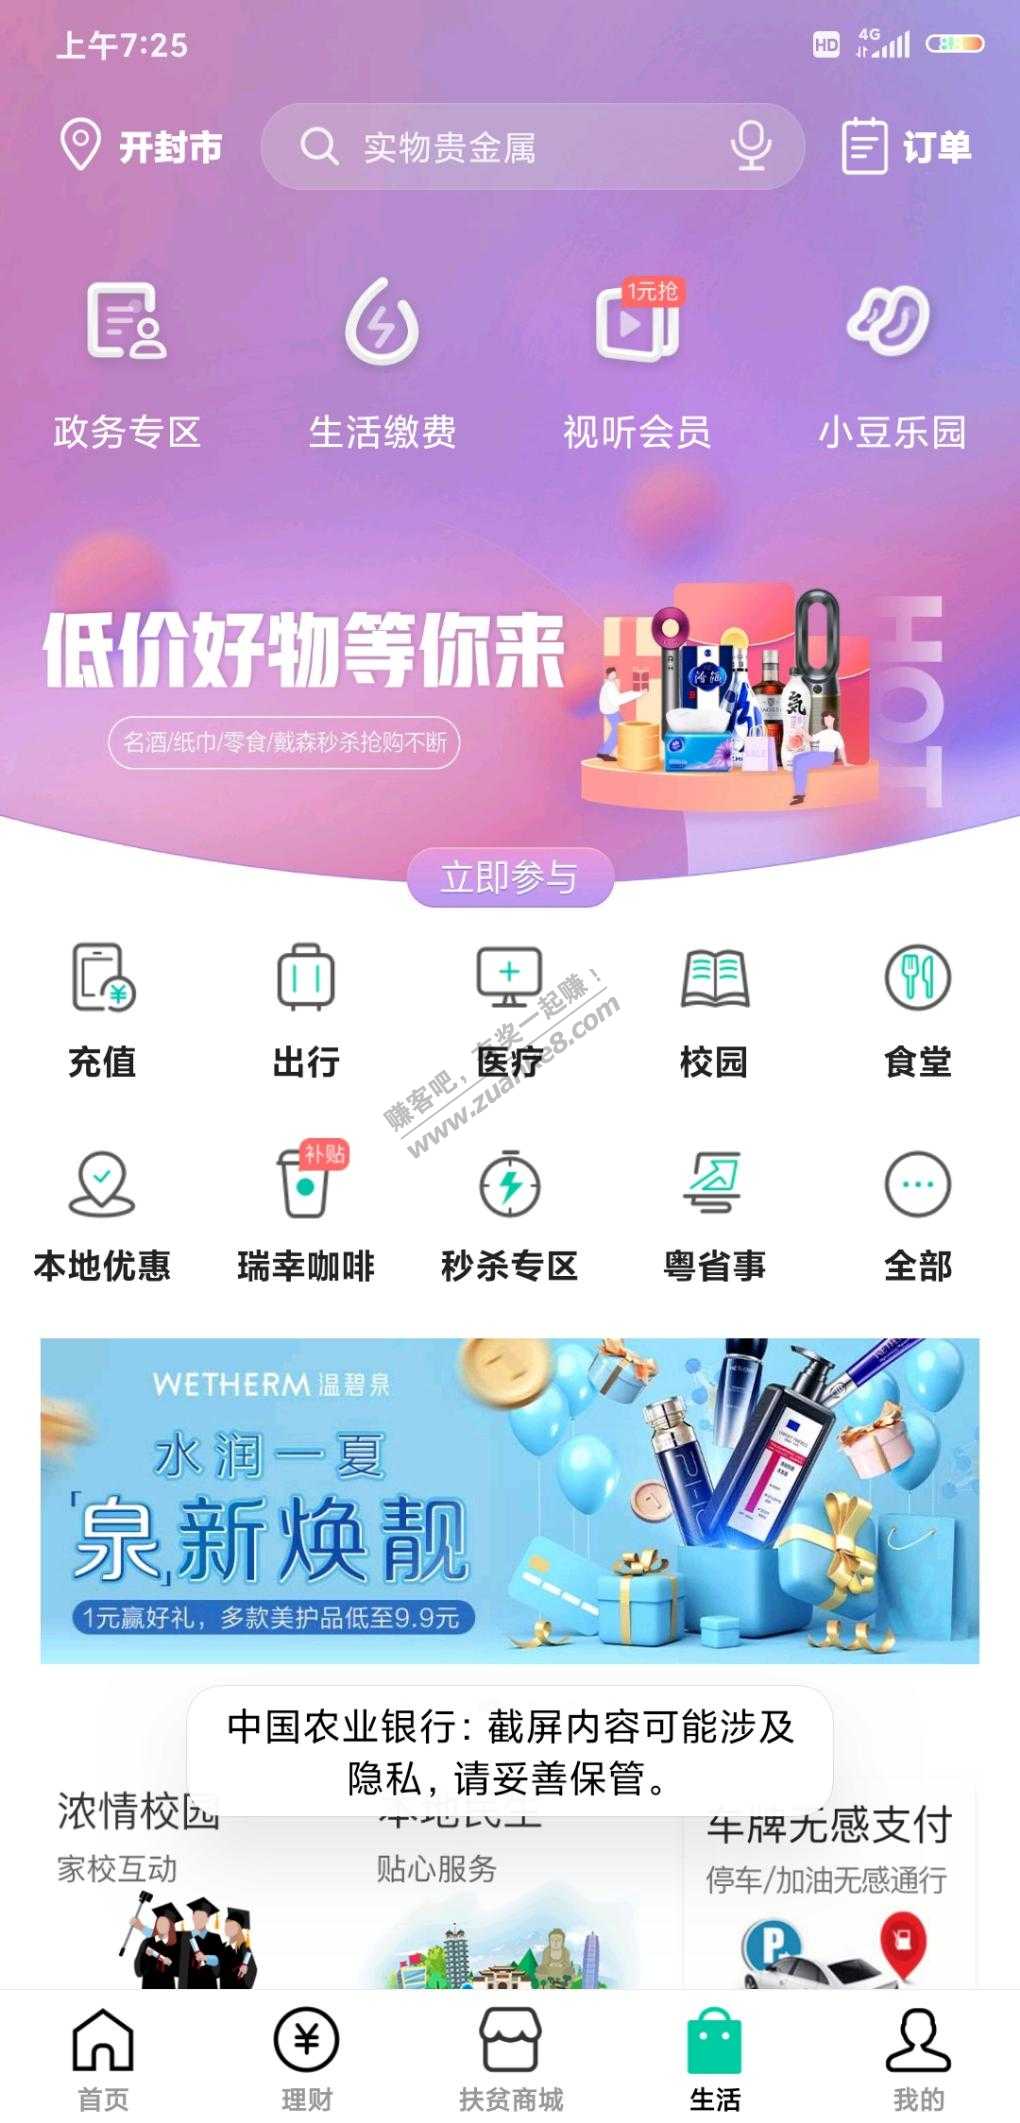 上午7:25
HD 4G
开封市
实物贵金属
订单
1元抢
政务专区
生活缴费
视听会员
小豆乐园
低价好物等你来
名酒/纸巾/零食/戴森秒杀抢购不断
HOT
SALE
立即参与
充值
出行
医疗
校园
食堂
赚客吧，有奖一起赚！
www.zuanke8.com
补贴
本地优惠
瑞幸咖啡
秒杀专区
粤省事
全部
WETHERM 温碧泉
水润一夏
「泉」新焕靓
1元赢好礼，多款美护品低至9.9元
中国农业银行：截屏内容可能涉及
隐私，请妥善保管。
浓情校园
本地民生
车牌无感支付
家校互动
贴心服务
停车/加油无感通行
P
首页
理财
扶贫商城
生活
我的